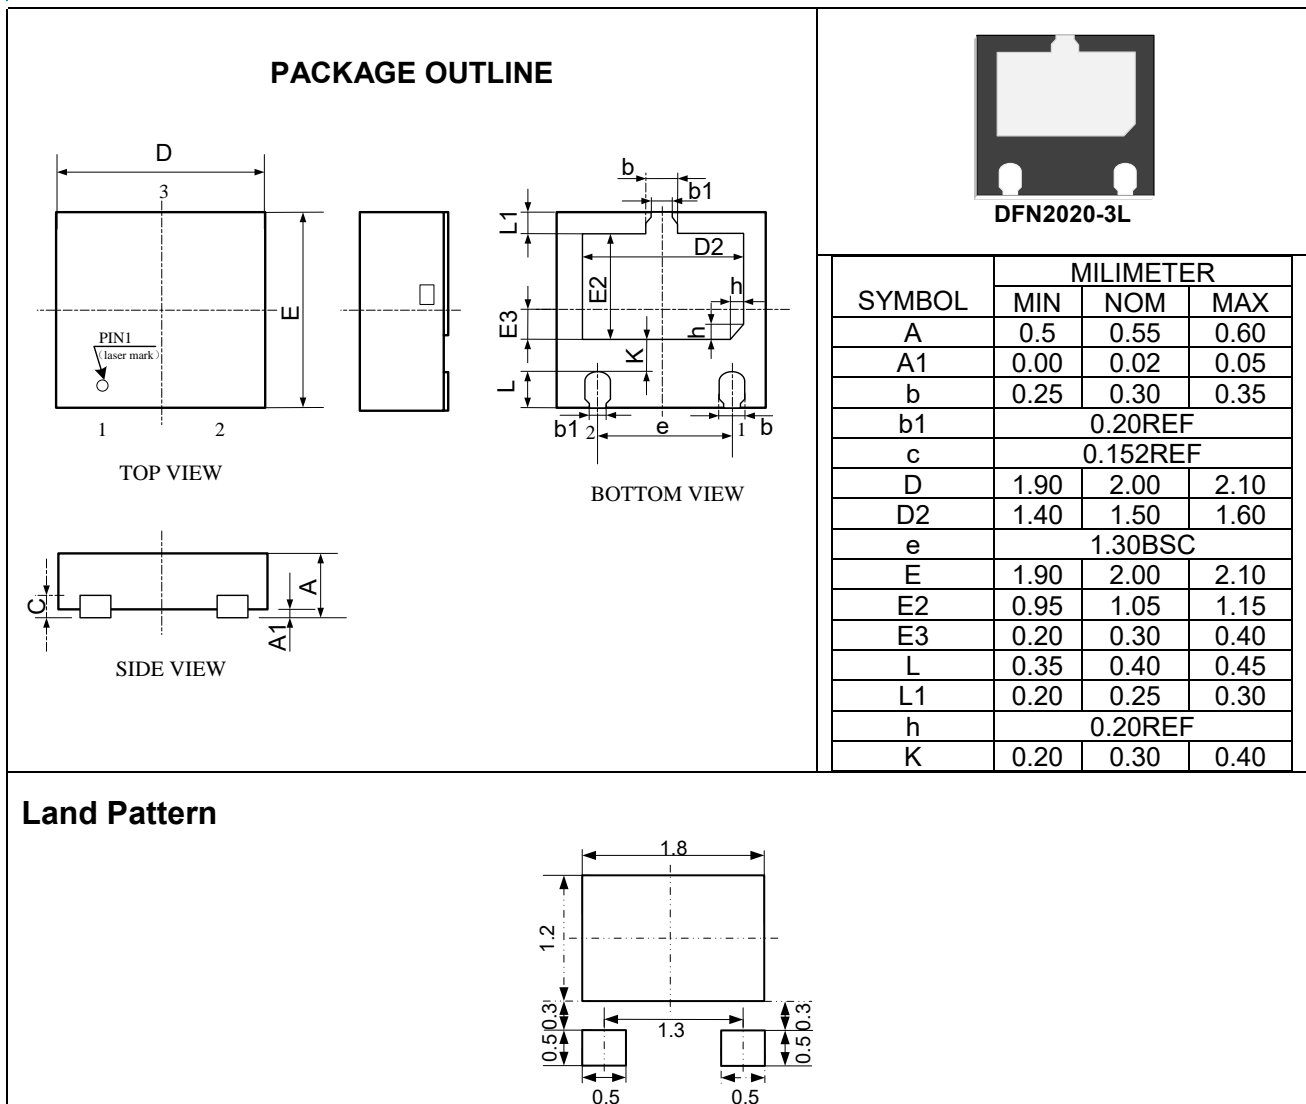 PACKAGE OUTLINE
D
3
E
PIN1
(laser mark)
1 2
TOP VIEW
b
b1
L1
D2
E2
h
E3
h
K
L
b1 2 e 1 b
BOTTOM VIEW
C
A
A1
SIDE VIEW
DFN2020-3L
SYMBOL MILIMETER
MIN NOM MAX
A 0.5 0.55 0.60
A1 0.00 0.02 0.05
b 0.25 0.30 0.35
b1 0.20REF
c 0.152REF
D 1.90 2.00 2.10
D2 1.40 1.50 1.60
e 1.30BSC
E 1.90 2.00 2.10
E2 0.95 1.05 1.15
E3 0.20 0.30 0.40
L 0.35 0.40 0.45
L1 0.20 0.25 0.30
h 0.20REF
K 0.20 0.30 0.40
Land Pattern
1.8
1.2
0.3 1.3 0.3
0.5 0.5
0.5 0.5